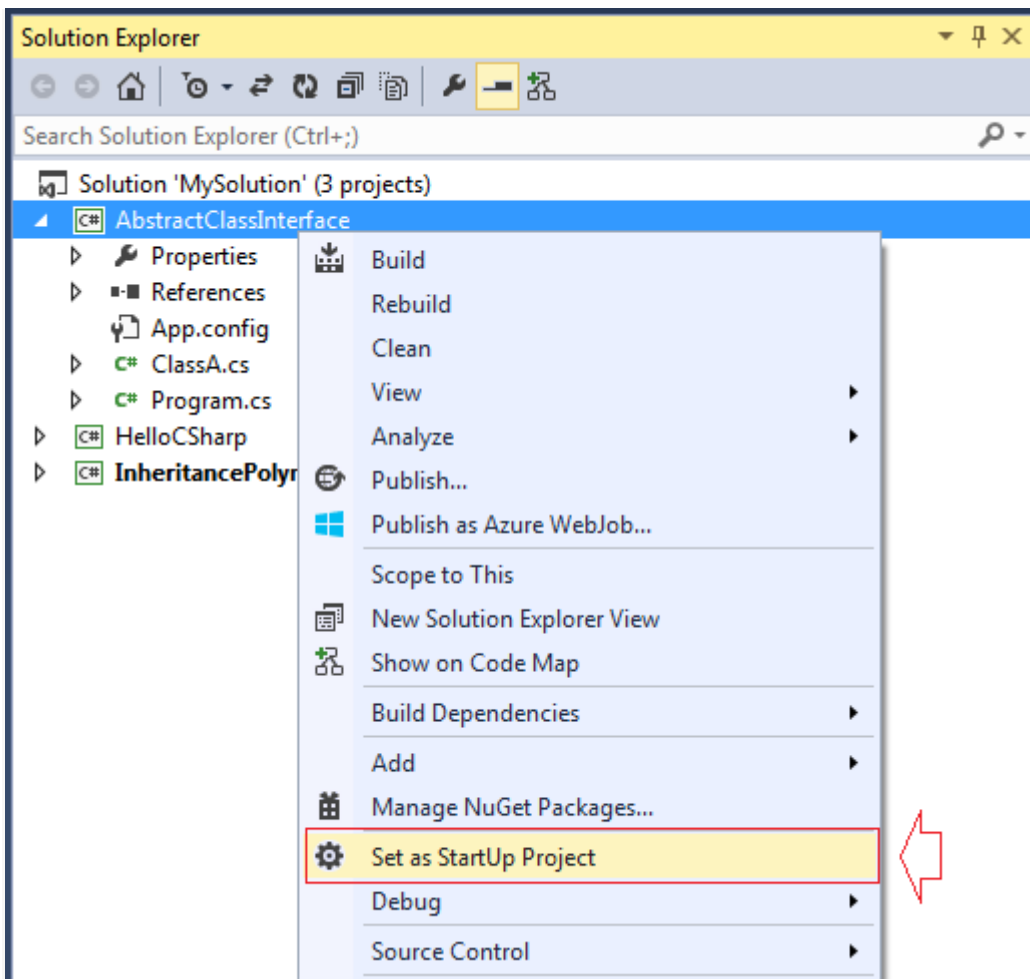 Solution Explorer
Search Solution Explorer (Ctrl+;)
Solution 'MySolution' (3 projects)
C# AbstractClassInterface
Properties
References
App.config
C# ClassA.cs
C# Program.cs
C# HelloCSharp
C# InheritancePolyr
Build
Rebuild
Clean
View
Analyze
Publish...
Publish as Azure WebJob...
Scope to This
New Solution Explorer View
Show on Code Map
Build Dependencies
Add
Manage NuGet Packages...
Set as StartUp Project
Debug
Source Control